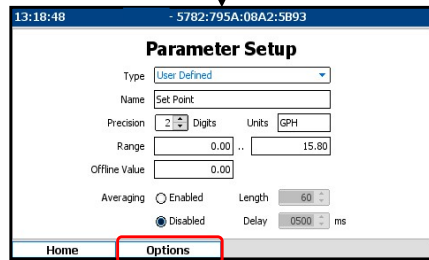 13:18:48 - 5782:795A:08A2:5B93
Parameter Setup
Type User Defined
Name Set Point
Precision 2 Digits Units GPH
Range 0.00 .. 15.80
Offline Value 0.00
Averaging Enabled Length 60
Disabled Delay 0500 ms
Home Options